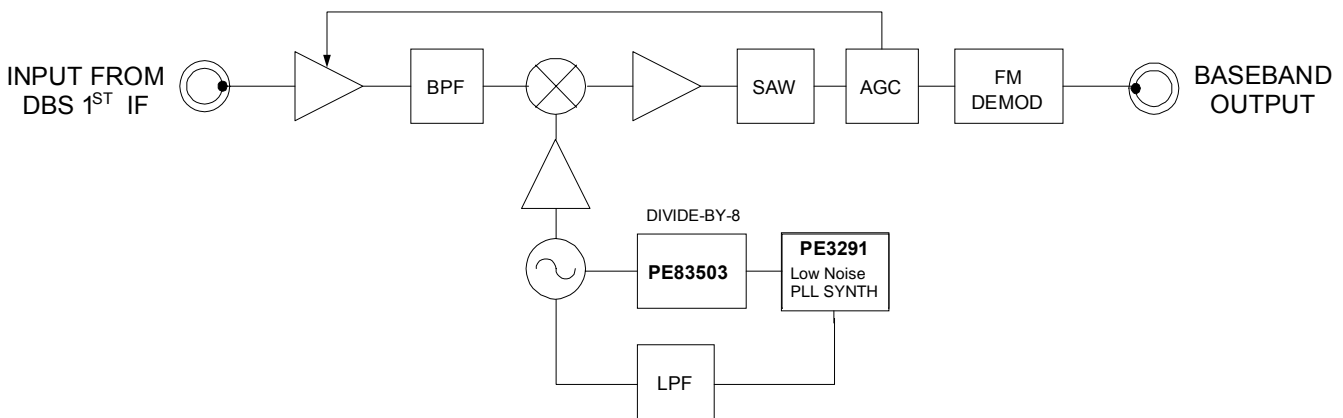 INPUT FROM
DBS 1ST IF
BPF
SAW
AGC
FM
DEMOD
BASEBAND
OUTPUT
DIVIDE-BY-8
PE83503
PE3291
Low Noise
PLL SYNTH
LPF